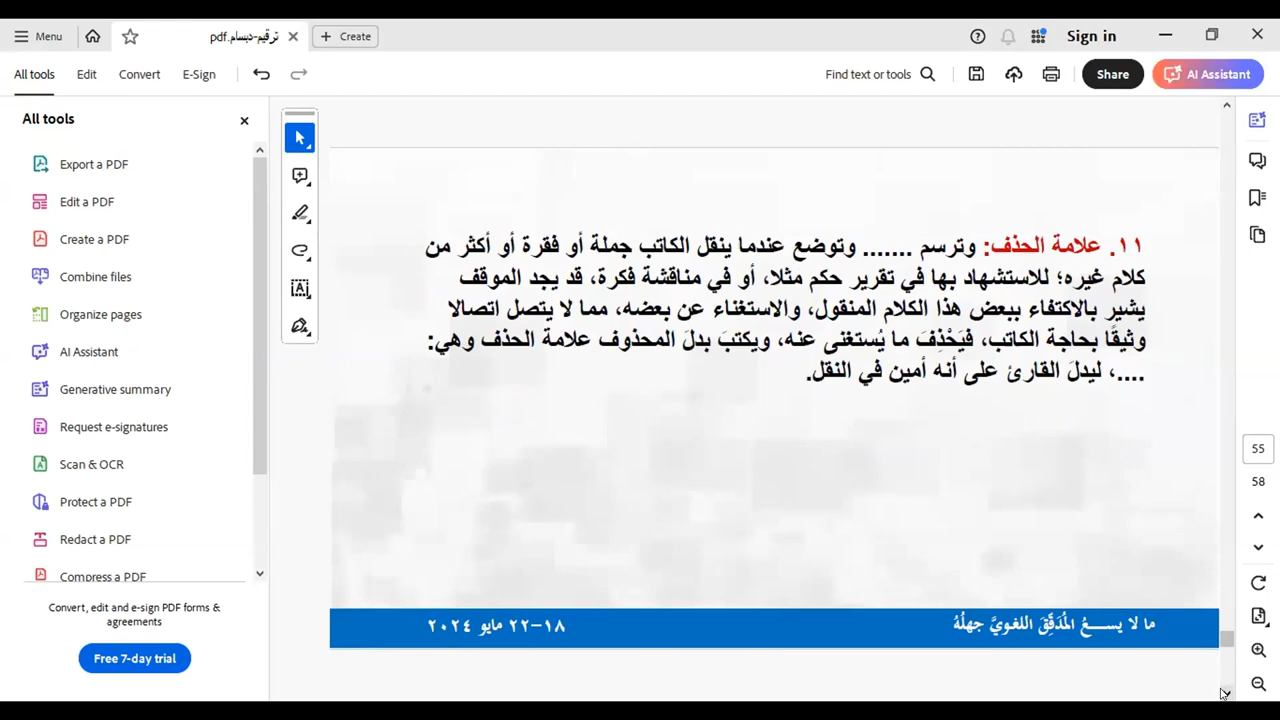 Menu
ترقيم-دبسام.pdf
Create
Sign in
All tools
Edit
Convert
E-Sign
Find text or tools
Share
AI Assistant
All tools
Export a PDF
Edit a PDF
Create a PDF
Combine files
Organize pages
AI Assistant
Generative summary
Request e-signatures
Scan & OCR
Protect a PDF
Redact a PDF
Compress a PDF
Convert, edit and e-sign PDF forms &
agreements
Free 7-day trial
١١. علامة الحذف: وترسم ....... وتوضع عندما ينقل الكاتب جملة أو فقرة أو أكثر من
كلام غيره؛ للاستشهاد بها في تقرير حكم مثلا، أو في مناقشة فكرة، قد يجد الموقف
يشير بالاكتفاء ببعض هذا الكلام المنقول، والاستغناء عن بعضه، مما لا يتصل اتصالا
وثيقًا بحاجة الكاتب، فيَحْذِفَ ما يُستغنى عنه، ويكتبَ بدلَ المحذوف علامة الحذف وهي:
....، ليدلَ القارئ على أنه أمين في النقل.
ما لا يســـعُ المُدَقِّقَ اللغويَّ جهلُهُ
١٨-٢٢ مايو ٢٠٢٤
55
58